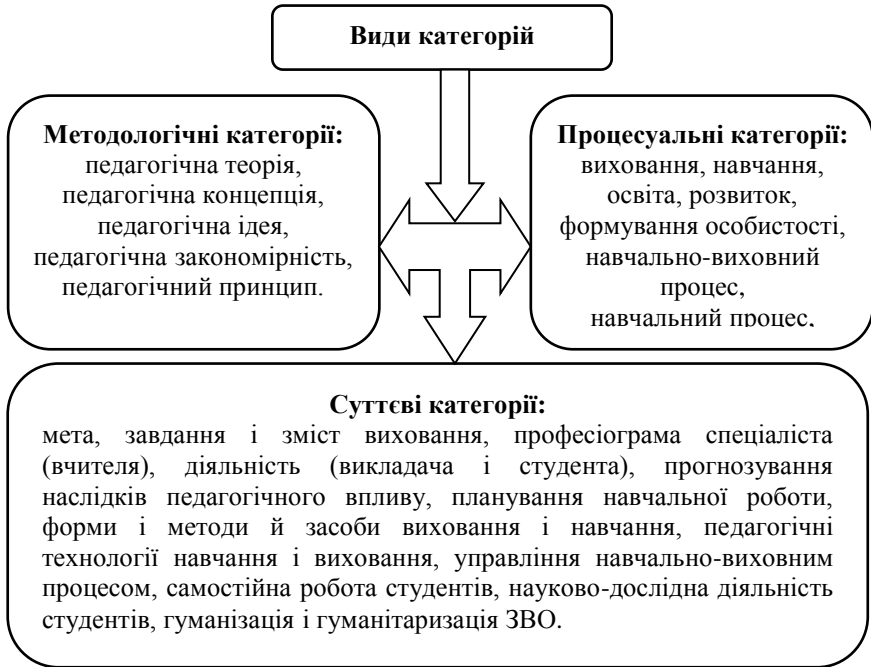 Види категорій
Методологічні категорії:
педагогічна теорія,
педагогічна концепція,
педагогічна ідея,
педагогічна закономірність,
педагогічний принцип.
Процесуальні категорії:
виховання, навчання,
освіта, розвиток,
формування особистості,
навчально-виховний
процес,
навчальний процес,
Суттєві категорії:
мета, завдання і зміст виховання, професіограма спеціаліста
(вчителя), діяльність (викладача і студента), прогнозування
наслідків педагогічного впливу, планування навчальної роботи,
форми і методи й засоби виховання і навчання, педагогічні
технології навчання і виховання, управління навчально-виховним
процесом, самостійна робота студентів, науково-дослідна діяльність
студентів, гуманізація і гуманітаризація ЗВО.